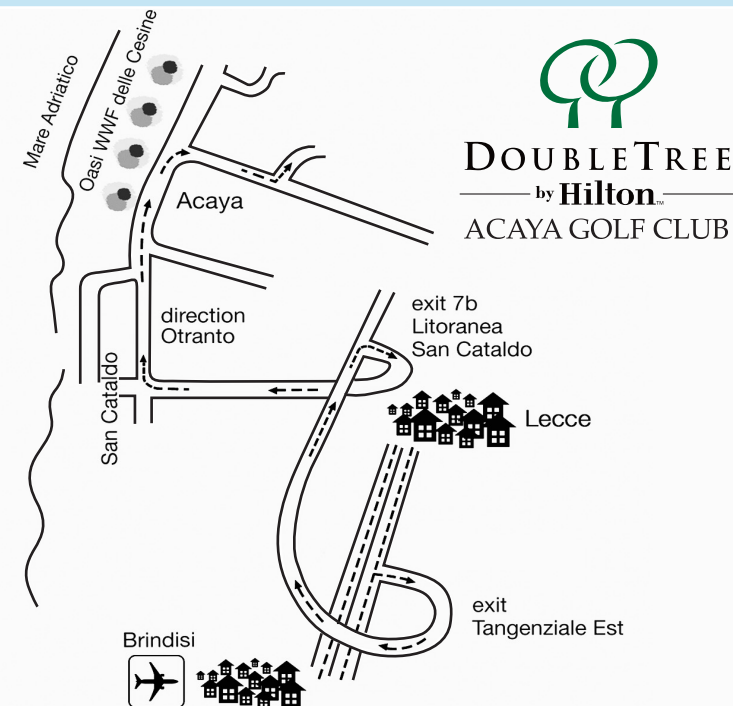 Mare Adriatico
Oasi WWF delle Cesine
DOUBLETREE
by Hilton™
ACAYA GOLF CLUB
Acaya
direction
Otranto
exit 7b
Litoranea
San Cataldo
San Cataldo
Lecce
exit
Tangenziale Est
Brindisi